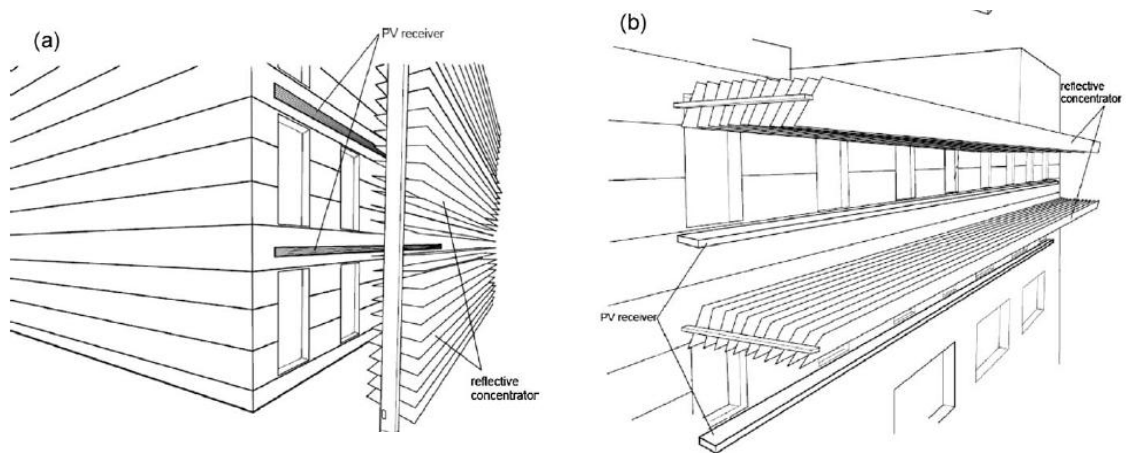 (a)
PV receiver
reflective
concentrator
(b)
reflective
concentrator
PV receiver